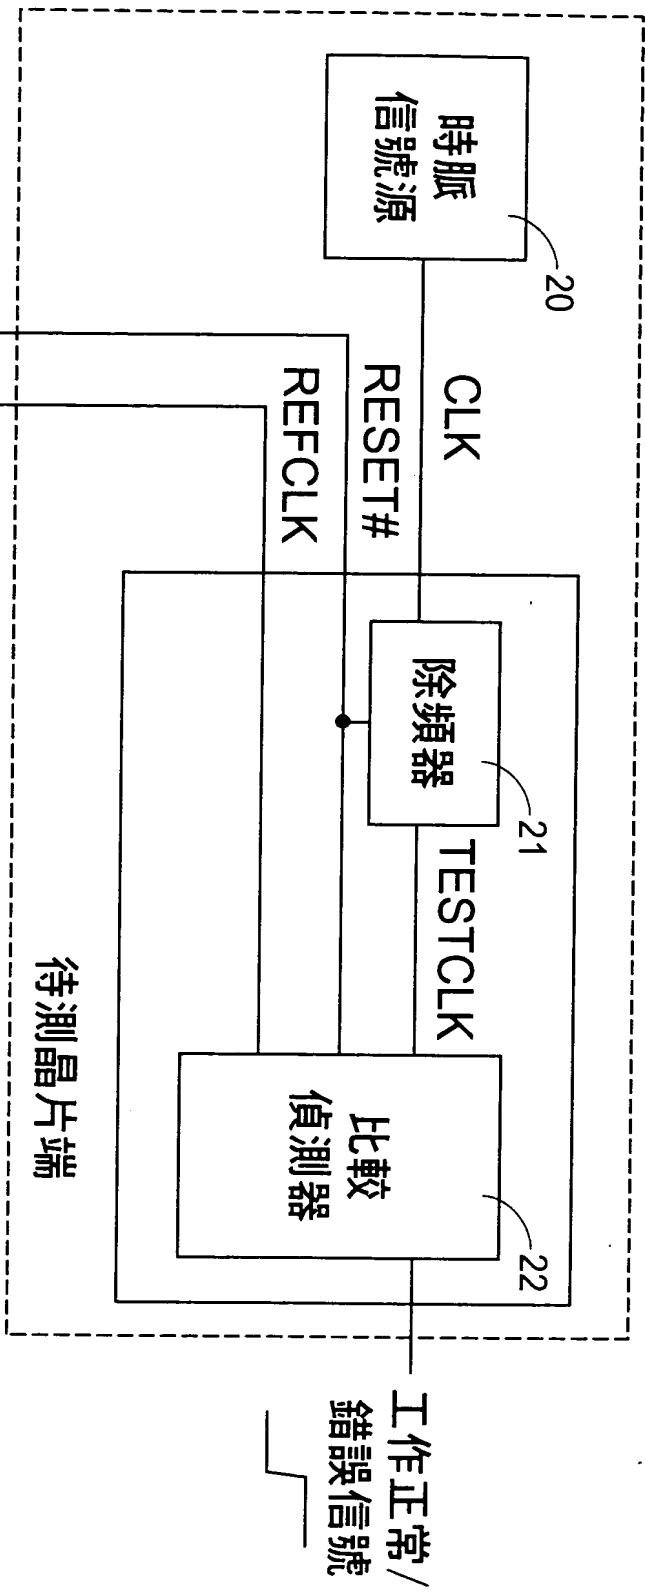 時脈
信號源
20
CLK
RESET#
REFCLK
除頻器
21
TESTCLK
比較
偵測器
22
待測晶片端
工作正常/
錯誤信號